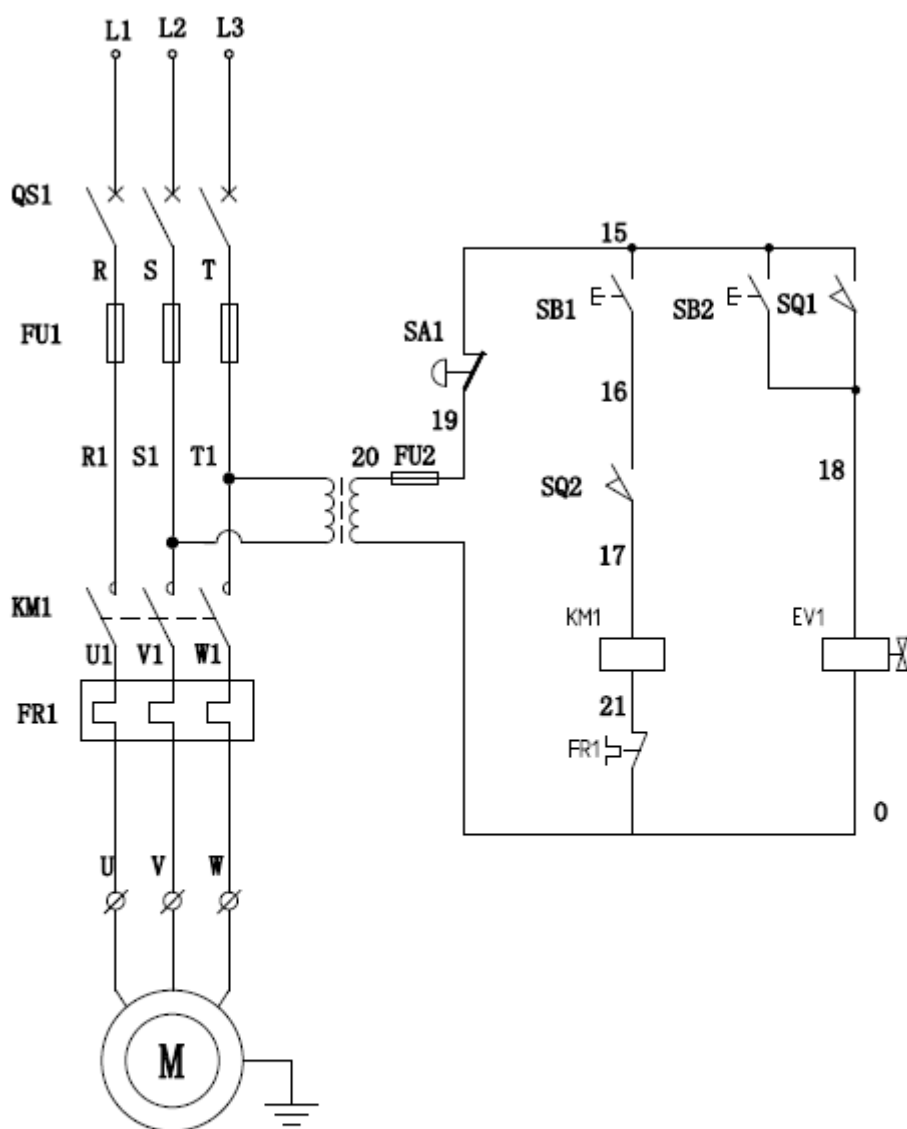 L1 L2 L3
QS1
R S T
15
FU1
SB1 SB2 SQ1
SA1
16
19
R1 S1 T1
20 FU2
18
SQ2
17
KM1
KM1 EV1
U1 V1 W1
FR1
21
FR1
0
U V W
M